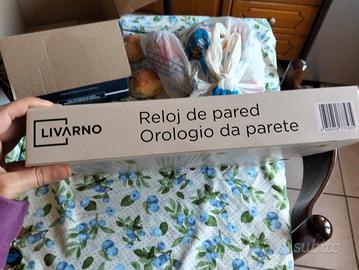 LIVARNO
Reloj de pared
Orologio da parete
subito